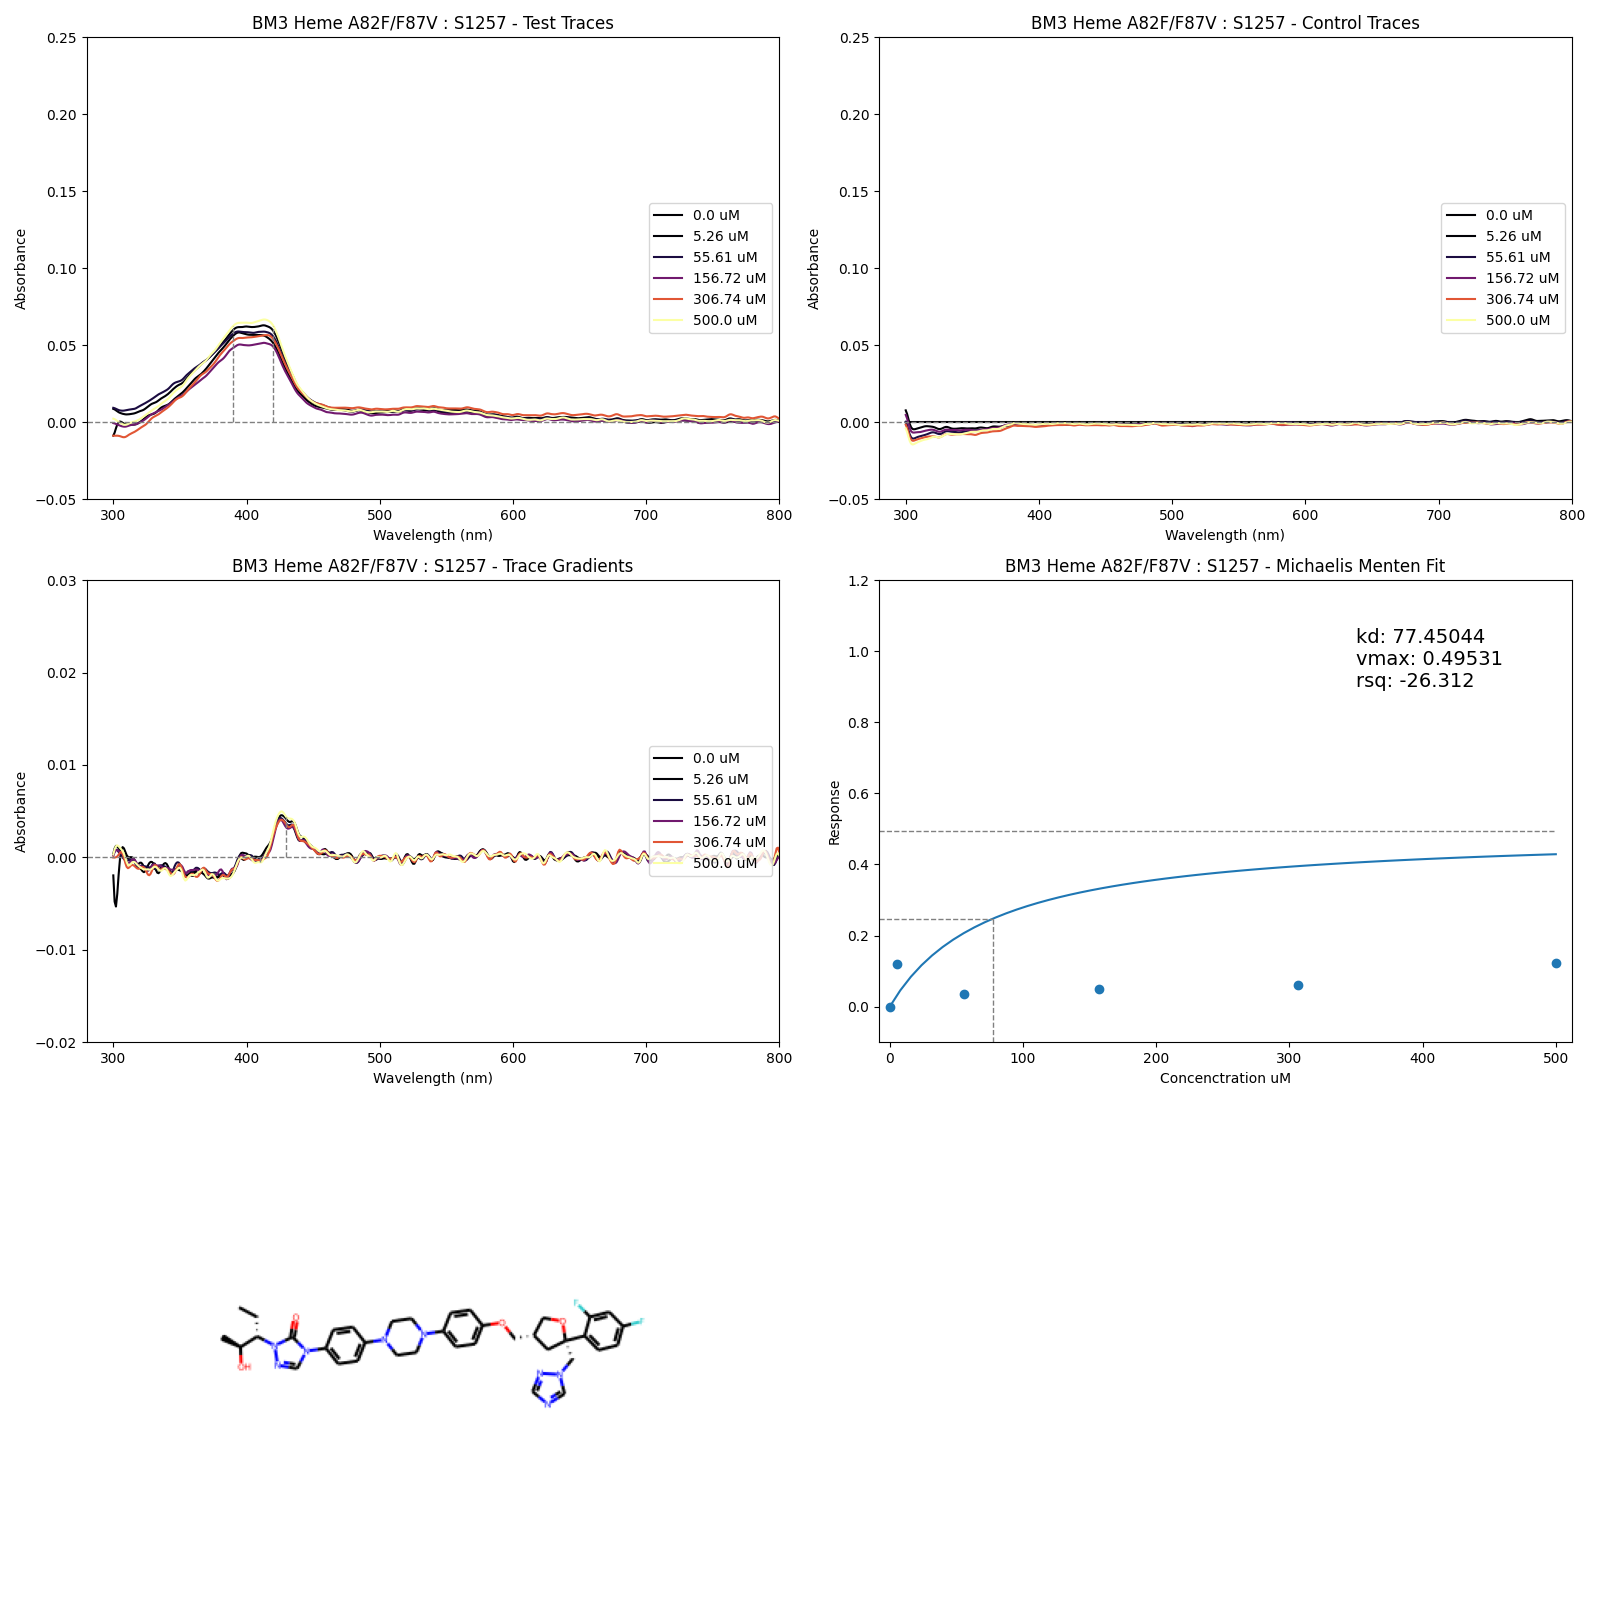 BM3 Heme A82F/F87V : S1257 - Test Traces
0.25
0.20
0.15
0.10
0.05
0.00
−0.05
Absorbance
300
400
500
600
700
800
Wavelength (nm)
0.0 uM
5.26 uM
55.61 uM
156.72 uM
306.74 uM
500.0 uM
BM3 Heme A82F/F87V : S1257 - Control Traces
0.25
0.20
0.15
0.10
0.05
0.00
−0.05
Absorbance
300
400
500
600
700
800
Wavelength (nm)
0.0 uM
5.26 uM
55.61 uM
156.72 uM
306.74 uM
500.0 uM
BM3 Heme A82F/F87V : S1257 - Trace Gradients
0.03
0.02
0.01
0.00
−0.01
−0.02
Absorbance
300
400
500
600
700
800
Wavelength (nm)
0.0 uM
5.26 uM
55.61 uM
156.72 uM
306.74 uM
500.0 uM
BM3 Heme A82F/F87V : S1257 - Michaelis Menten Fit
1.2
1.0
0.8
0.6
0.4
0.2
0.0
Response
0
100
200
300
400
500
Concenctration uM
kd: 77.45044
vmax: 0.49531
rsq: -26.312
F
F
O
O
O
OH
N
N
N
N
N
N
N
N